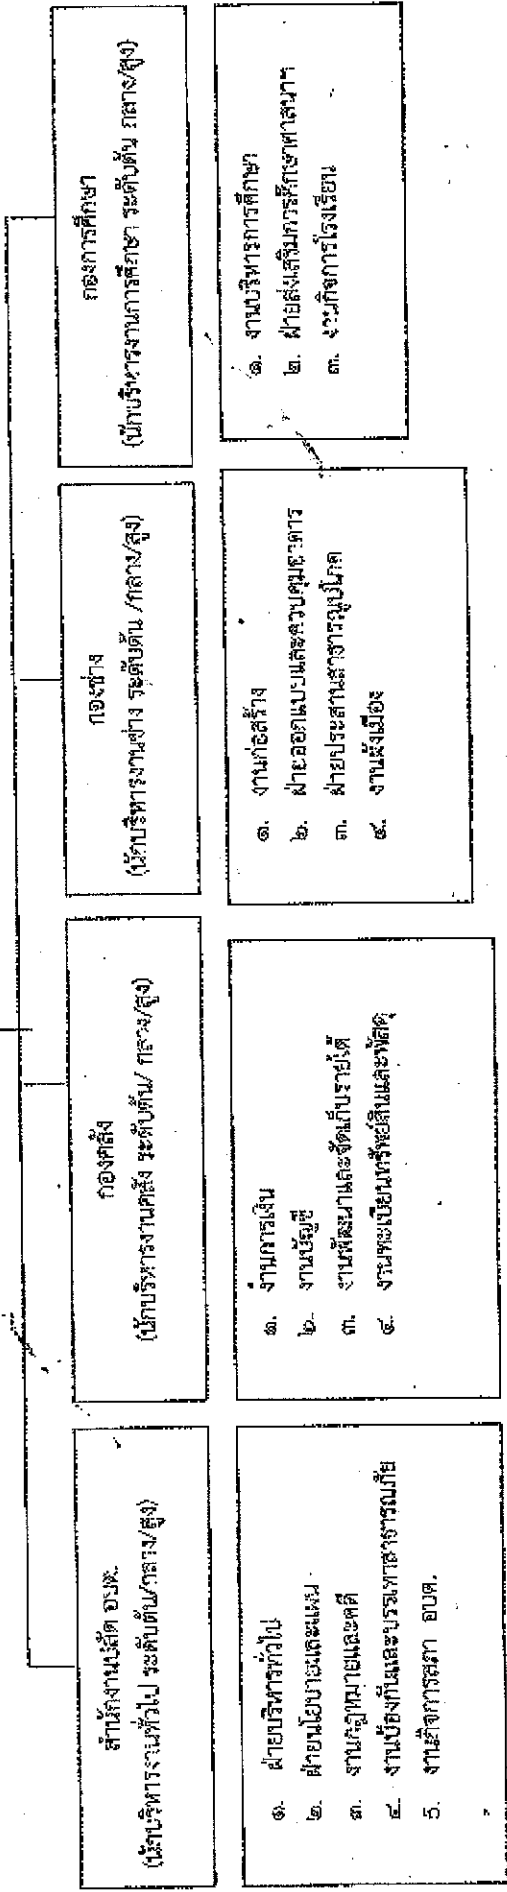 สำนักงานปลัด อบต.
(นักบริหารงานทั่วไป ระดับต้น/กลาง/สูง)
๑. ฝ่ายบริหารทั่วไป
๒. ฝ่ายนโยบายและแผน
๓. งานกฎหมายและคดี
๔. งานป้องกันและบรรเทาสาธารณภัย
5. งานกิจการสภา อบต.
กองคลัง
(นักบริหารงานคลัง ระดับต้น/ กลาง/สูง)
๑. งานการเงิน
๒. งานบัญชี
๓. งานพัฒนาและจัดเก็บรายได้
๔. งานทะเบียนทรัพย์สินและพัสดุ
กองช่าง
(นักบริหารงานช่าง ระดับต้น /กลาง/สูง)
๑. งานก่อสร้าง
๒. ฝ่ายออกแบบและควบคุมอาคาร
๓. ฝ่ายประสานสาธารณูปโภค
๔. งานผังเมือง
กองการศึกษา
(นักบริหารงานการศึกษา ระดับต้น กลาง/สูง)
๑. งานบริหารการศึกษา
๒. ฝ่ายส่งเสริมการศึกษาศาสนาฯ
๓. งานกิจการโรงเรียน